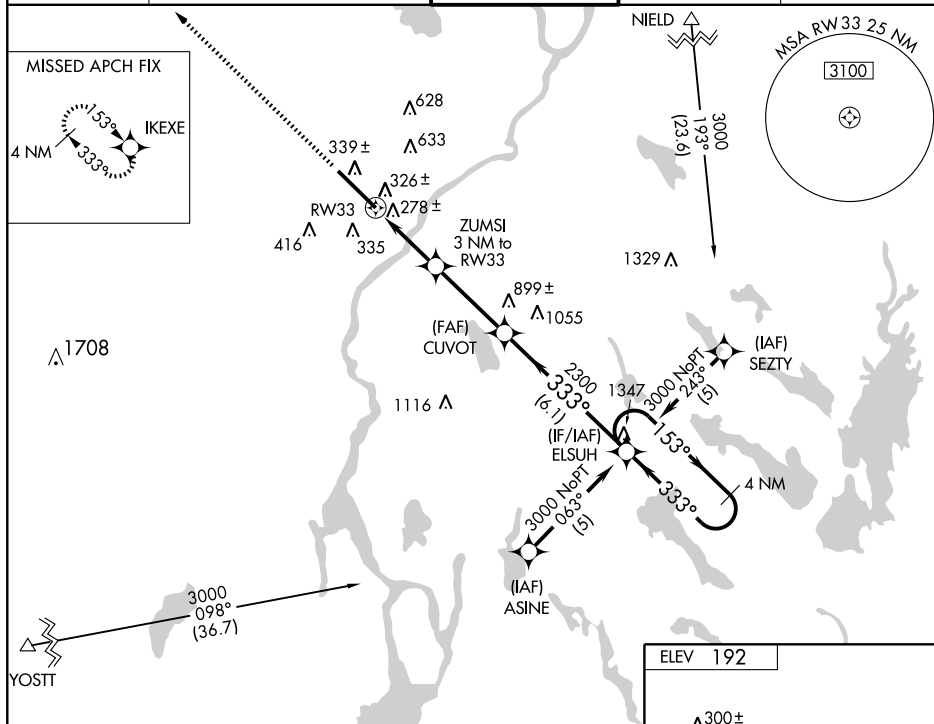 NIELD
MSA RW 33 25 NM
3100
MISSED APCH FIX
153°
IKEXE
4 NM
333°
3000
193°
(23.6)
628
633
339 ±
326 ±
RW33
278 ±
416
335
ZUMSI
3 NM to
RW33
1329
899 ±
1055
(FAF)
CUVOT
1708
(IAF)
SEZTY
3000 NoPT
243°
(5)
2300
333°
(6.1)
1347
1116
(IF/IAF)
ELSUH
153°
4 NM
333°
3000 NoPT
063°
(5)
(IAF)
ASINE
3000
098°
(36.7)
YOSTT
ELEV 192
300 ±